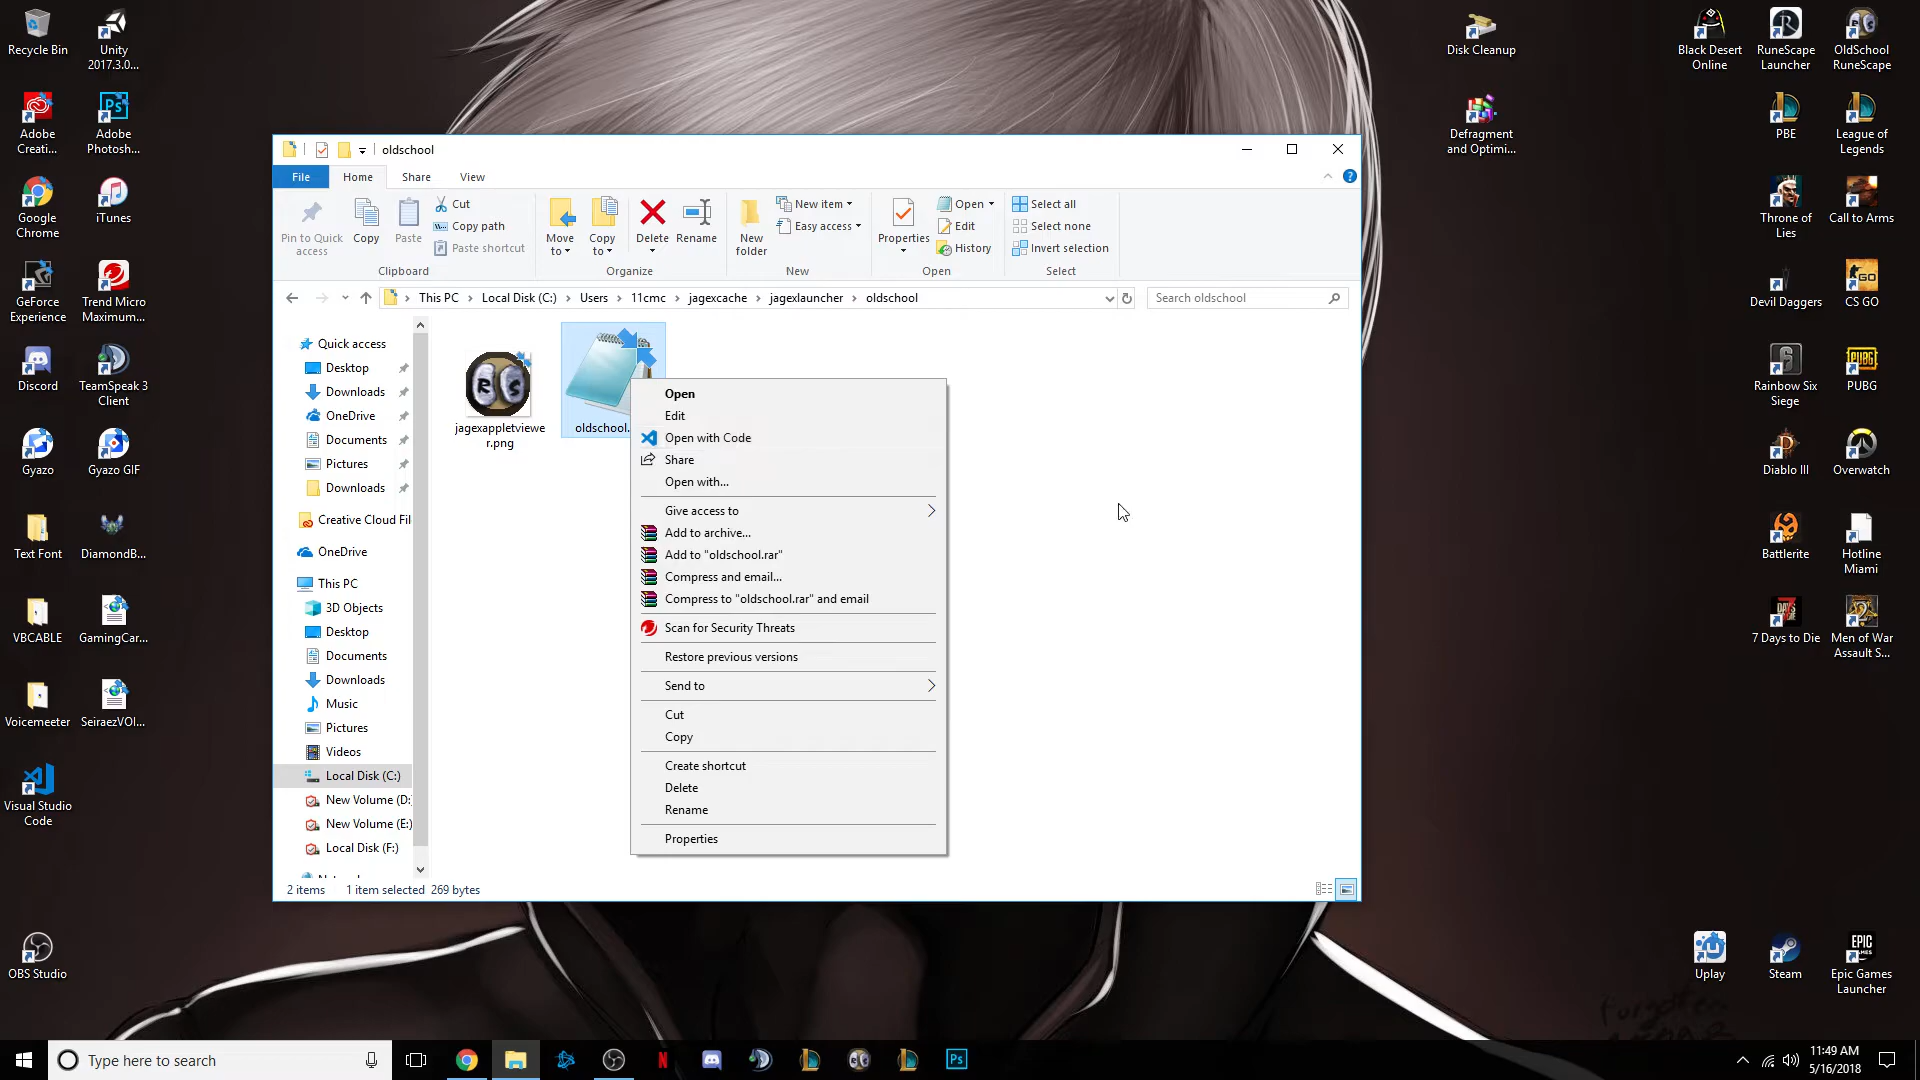 Recycle Bin
Unity
2017.3.0...
Adobe
Creati...
Adobe
Photosh...
Google
Chrome
iTunes
GeForce
Experience
Trend Micro
Maximum...
Discord
TeamSpeak 3
Client
Gyazo
Gyazo GIF
Text Font
DiamondB...
VBCABLE
GamingCar...
Voicemeeter
SeiraezVOI...
Visual Studio
Code
OBS Studio
Disk Cleanup
Defragment
and Optimi...
Black Desert
Online
RuneScape
Launcher
OldSchool
RuneScape
PBE
League of
Legends
Throne of
Lies
Call to Arms
Devil Daggers
CS GO
Rainbow Six
Siege
PUBG
Diablo III
Overwatch
Battlerite
Hotline
Miami
7 Days to Die
Men of War
Assault S...
Uplay
Steam
Epic Games
Launcher
oldschool
File
Home
Share
View
Pin to Quick
access
Copy
Paste
Cut
Copy path
Paste shortcut
Clipboard
Move
to
Copy
to
Delete
Rename
Organize
New
folder
New item
Easy access
New
Properties
Open
Edit
History
Open
Select all
Select none
Invert selection
Select
This PC
Local Disk (C:)
Users
11cmc
jagexcache
jagexlauncher
oldschool
Search oldschool
Quick access
Desktop
Downloads
OneDrive
Documents
Pictures
Downloads
Creative Cloud Fil
OneDrive
This PC
3D Objects
Desktop
Documents
Downloads
Music
Pictures
Videos
Local Disk (C:)
New Volume (D:
New Volume (E:)
Local Disk (F:)
jagexappletviewe
r.png
oldschool.
Open
Edit
Open with Code
Share
Open with...
Give access to
Add to archive...
Add to "oldschool.rar"
Compress and email...
Compress to "oldschool.rar" and email
Scan for Security Threats
Restore previous versions
Send to
Cut
Copy
Create shortcut
Delete
Rename
Properties
2 items
1 item selected 269 bytes
Type here to search
11:49 AM
5/16/2018